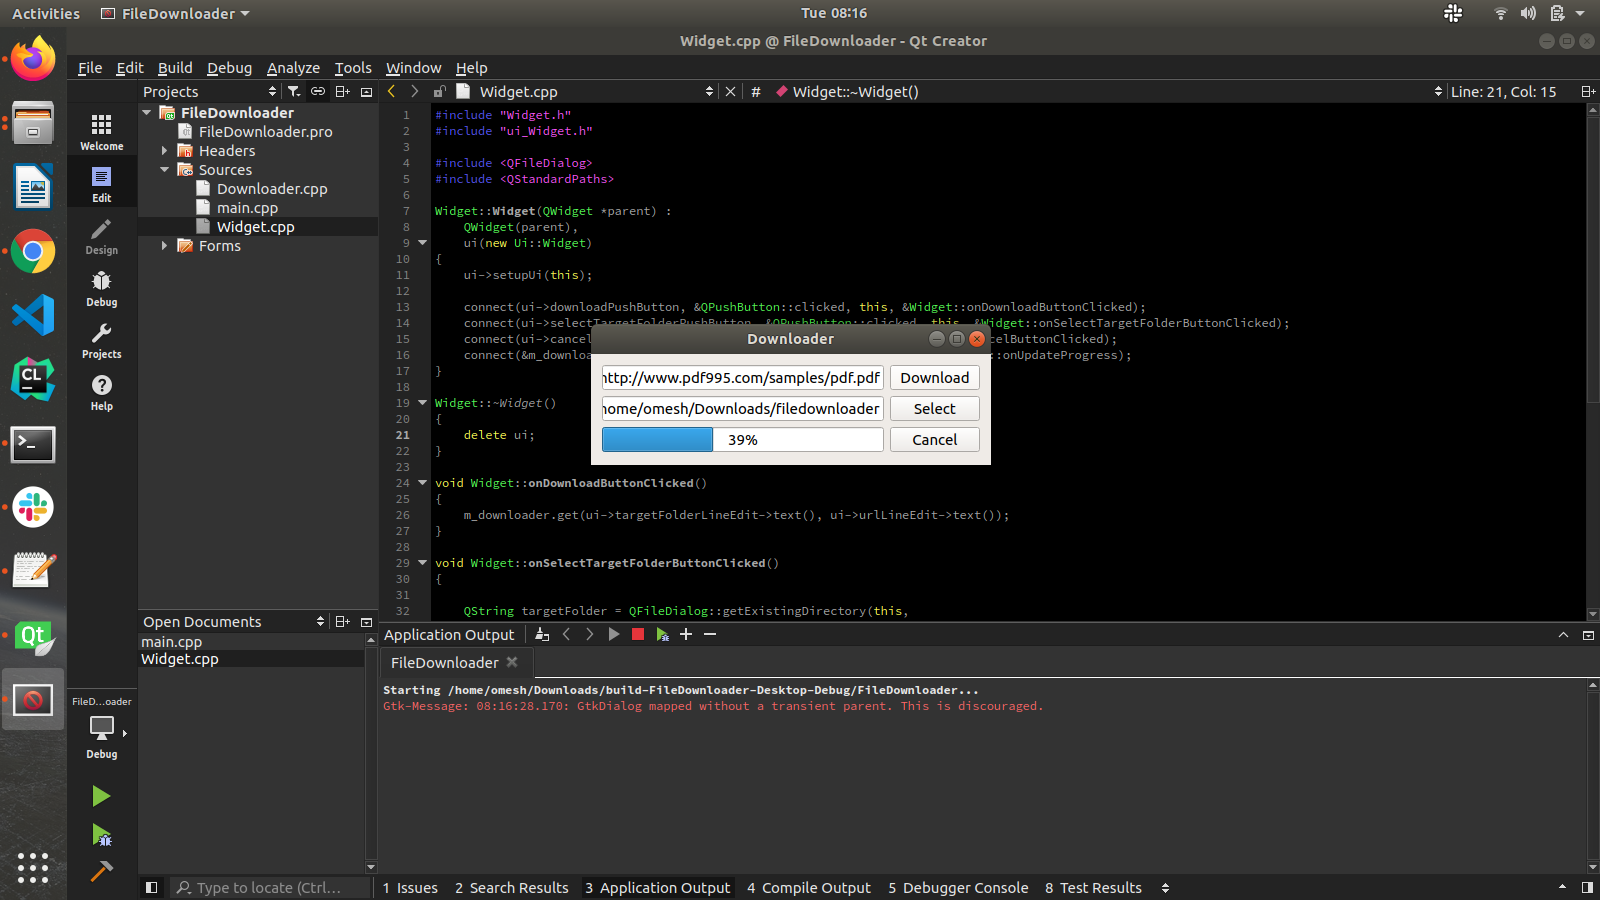 Activities
FileDownloader
Tue 08:16
Widget.cpp @ FileDownloader - Qt Creator
File Edit Build Debug Analyze Tools Window Help
Projects
Widget.cpp
#
Widget::~Widget()
Line: 21, Col: 15
Welcome
Edit
Design
Debug
Projects
Help
FileDownloader
FileDownloader.pro
Headers
Sources
Downloader.cpp
main.cpp
Widget.cpp
Forms
1 #include "Widget.h"
2 #include "ui_Widget.h"
3
4 #include <QFileDialog>
5 #include <QStandardPaths>
6
7 Widget::Widget(QWidget *parent) :
8 QWidget(parent),
9 ui(new Ui::Widget)
10 {
11 ui->setupUi(this);
12
13 connect(ui->downloadPushButton, &QPushButton::clicked, this, &Widget::onDownloadButtonClicked);
14 connect(ui->selectTargetFolderPushButton, &QPushButton::clicked, this, &Widget::onSelectTargetFolderButtonClicked);
15 connect(ui->cancel celButtonClicked);
16 connect(&m_downloa ::onUpdateProgress);
17 }
18
19 Widget::~Widget()
20 {
21 delete ui;
22 }
23
24 void Widget::onDownloadButtonClicked()
25 {
26 m_downloader.get(ui->targetFolderLineEdit->text(), ui->urlLineEdit->text());
27 }
28
29 void Widget::onSelectTargetFolderButtonClicked()
30 {
31
32 QString targetFolder = QFileDialog::getExistingDirectory(this,
Downloader
http://www.pdf995.com/samples/pdf.pdf
Download
home/omesh/Downloads/filedownloader
Select
39%
Cancel
Open Documents
main.cpp
Widget.cpp
Application Output
FileDownloader
Starting /home/omesh/Downloads/build-FileDownloader-Desktop-Debug/FileDownloader...
Gtk-Message: 08:16:28.170: GtkDialog mapped without a transient parent. This is discouraged.
FileD...oader
Debug
Type to locate (Ctrl...
1 Issues 2 Search Results 3 Application Output 4 Compile Output 5 Debugger Console 8 Test Results